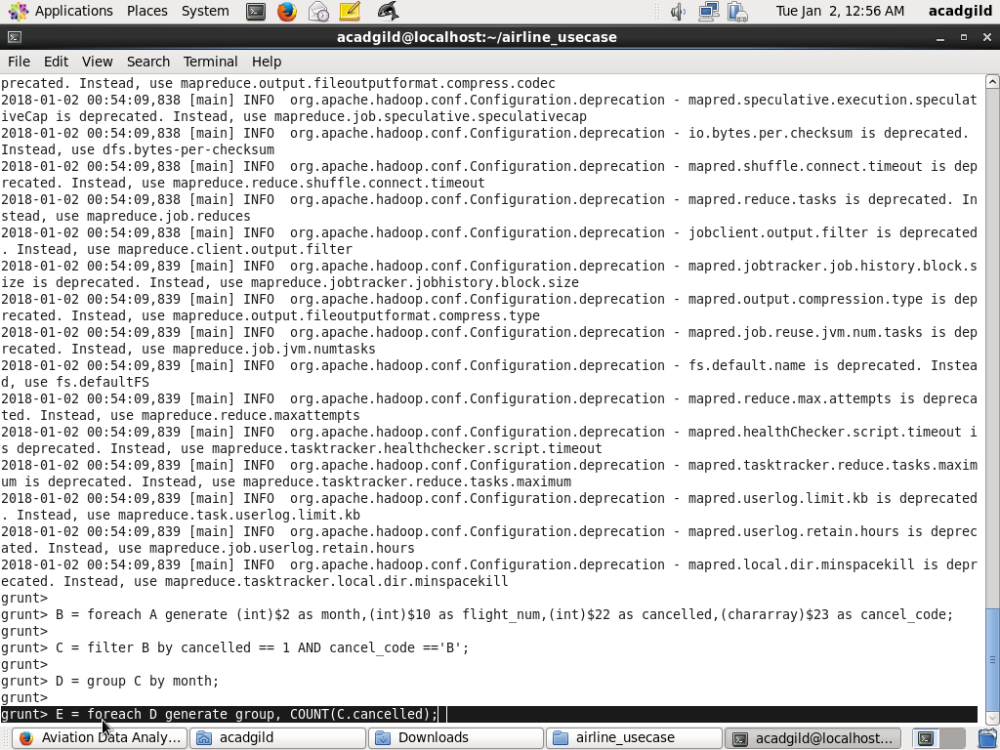 Applications Places System Tue Jan 2, 12:56 AM acadgild
acadgild@localhost:~/airline_usecase
File Edit View Search Terminal Help
precated. Instead, use mapreduce.output.fileoutputformat.compress.codec
2018-01-02 00:54:09,838 [main] INFO  org.apache.hadoop.conf.Configuration.deprecation - mapred.speculative.execution.speculat
iveCap is deprecated. Instead, use mapreduce.job.speculative.speculativecap
2018-01-02 00:54:09,838 [main] INFO  org.apache.hadoop.conf.Configuration.deprecation - io.bytes.per.checksum is deprecated.
Instead, use dfs.bytes-per-checksum
2018-01-02 00:54:09,838 [main] INFO  org.apache.hadoop.conf.Configuration.deprecation - mapred.shuffle.connect.timeout is dep
recated. Instead, use mapreduce.reduce.shuffle.connect.timeout
2018-01-02 00:54:09,838 [main] INFO  org.apache.hadoop.conf.Configuration.deprecation - mapred.reduce.tasks is deprecated. In
stead, use mapreduce.job.reduces
2018-01-02 00:54:09,838 [main] INFO  org.apache.hadoop.conf.Configuration.deprecation - jobclient.output.filter is deprecated
. Instead, use mapreduce.client.output.filter
2018-01-02 00:54:09,839 [main] INFO  org.apache.hadoop.conf.Configuration.deprecation - mapred.jobtracker.job.history.block.s
ize is deprecated. Instead, use mapreduce.jobtracker.jobhistory.block.size
2018-01-02 00:54:09,839 [main] INFO  org.apache.hadoop.conf.Configuration.deprecation - mapred.output.compression.type is dep
recated. Instead, use mapreduce.output.fileoutputformat.compress.type
2018-01-02 00:54:09,839 [main] INFO  org.apache.hadoop.conf.Configuration.deprecation - mapred.job.reuse.jvm.num.tasks is dep
recated. Instead, use mapreduce.job.jvm.numtasks
2018-01-02 00:54:09,839 [main] INFO  org.apache.hadoop.conf.Configuration.deprecation - fs.default.name is deprecated. Instea
d, use fs.defaultFS
2018-01-02 00:54:09,839 [main] INFO  org.apache.hadoop.conf.Configuration.deprecation - mapred.reduce.max.attempts is depreca
ted. Instead, use mapreduce.reduce.maxattempts
2018-01-02 00:54:09,839 [main] INFO  org.apache.hadoop.conf.Configuration.deprecation - mapred.healthChecker.script.timeout i
s deprecated. Instead, use mapreduce.tasktracker.healthchecker.script.timeout
2018-01-02 00:54:09,839 [main] INFO  org.apache.hadoop.conf.Configuration.deprecation - mapred.tasktracker.reduce.tasks.maxim
um is deprecated. Instead, use mapreduce.tasktracker.reduce.tasks.maximum
2018-01-02 00:54:09,839 [main] INFO  org.apache.hadoop.conf.Configuration.deprecation - mapred.userlog.limit.kb is deprecated
. Instead, use mapreduce.task.userlog.limit.kb
2018-01-02 00:54:09,839 [main] INFO  org.apache.hadoop.conf.Configuration.deprecation - mapred.userlog.retain.hours is deprec
ated. Instead, use mapreduce.job.userlog.retain.hours
2018-01-02 00:54:09,839 [main] INFO  org.apache.hadoop.conf.Configuration.deprecation - mapred.local.dir.minspacekill is depr
ecated. Instead, use mapreduce.tasktracker.local.dir.minspacekill
grunt>
grunt> B = foreach A generate (int)$2 as month,(int)$10 as flight_num,(int)$22 as cancelled,(chararray)$23 as cancel_code;
grunt>
grunt> C = filter B by cancelled == 1 AND cancel_code =='B';
grunt>
grunt> D = group C by month;
grunt>
grunt> E = foreach D generate group, COUNT(C.cancelled);
Aviation Data Analy... acadgild Downloads airline_usecase acadgild@localhost...